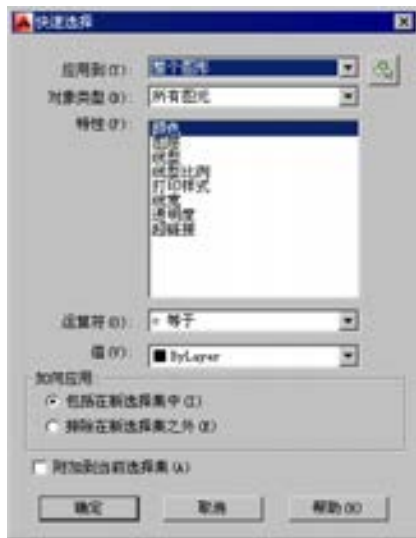 快速选择
应用到(Y): 整个图形
对象类型(B): 所有图元
特性(P):
颜色
图层
线型
线型比例
打印样式
线宽
透明度
超链接
运算符(O): = 等于
值(V): ByLayer
如何应用
包括在新选择集中(I)
排除在新选择集之外(E)
附加到当前选择集(A)
确定 取消 帮助(H)